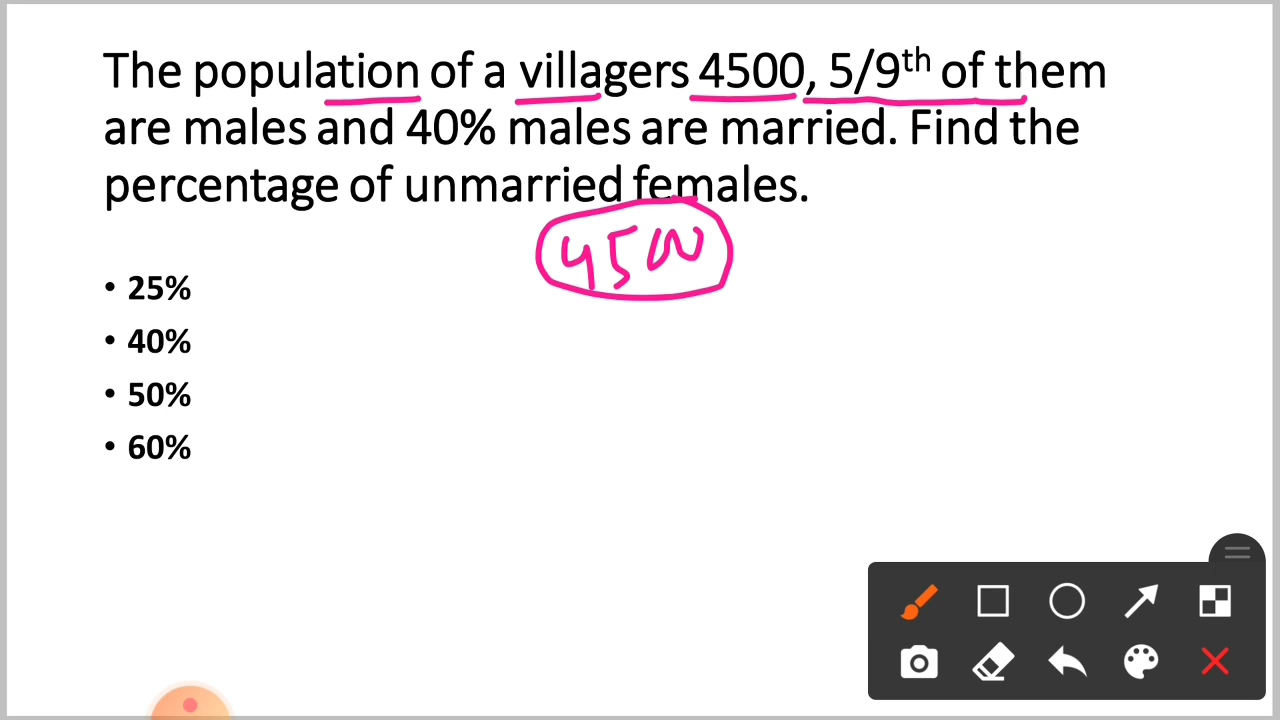 The population of a villagers 4500, 5/9th of them
are males and 40% males are married. Find the
percentage of unmarried females.
4500
• 25%
• 40%
• 50%
• 60%